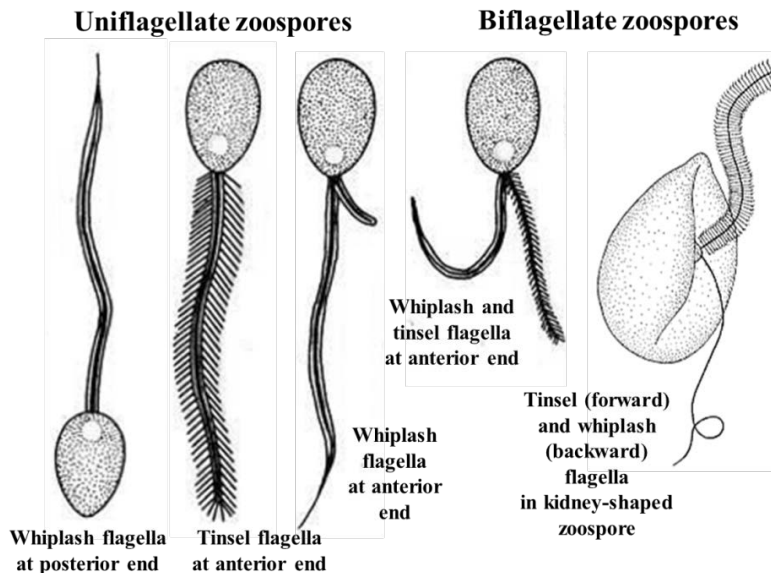 Uniflagellate zoospores
Biflagellate zoospores
Whiplash flagella
at posterior end
Tinsel flagella
at anterior end
Whiplash
flagella
at anterior
end
Whiplash and
tinsel flagella
at anterior end
Tinsel (forward)
and whiplash
(backward)
flagella
in kidney-shaped
zoospore